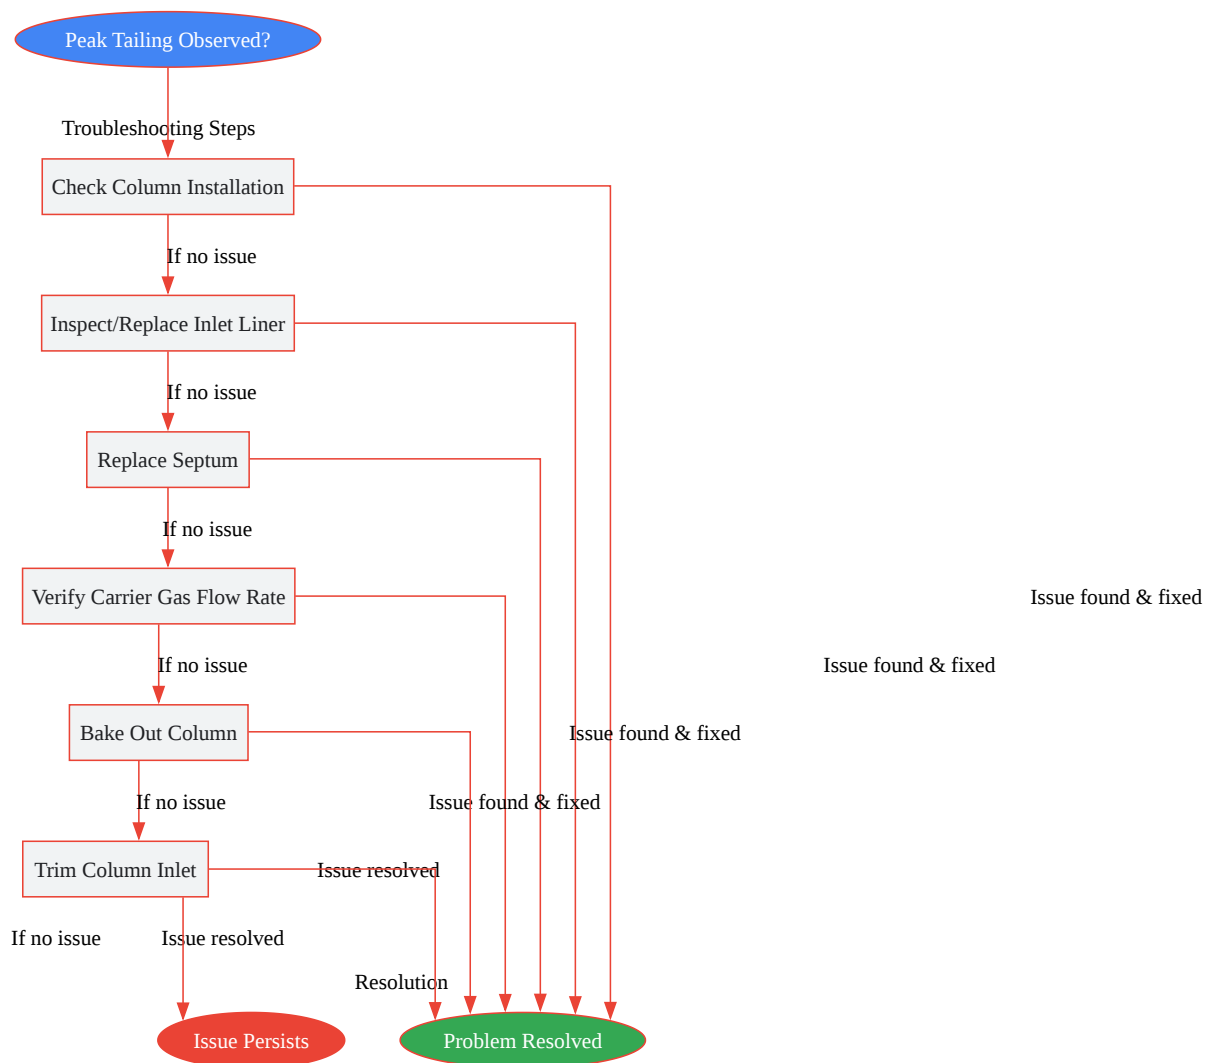 Peak Tailing Observed?
Troubleshooting Steps
Check Column Installation
If no issue
Inspect/Replace Inlet Liner
If no issue
Replace Septum
If no issue
Verify Carrier Gas Flow Rate
Issue found & fixed
If no issue
Issue found & fixed
Bake Out Column
Issue found & fixed
If no issue
Issue found & fixed
Trim Column Inlet
Issue resolved
If no issue
Issue resolved
Resolution
Issue Persists
Problem Resolved